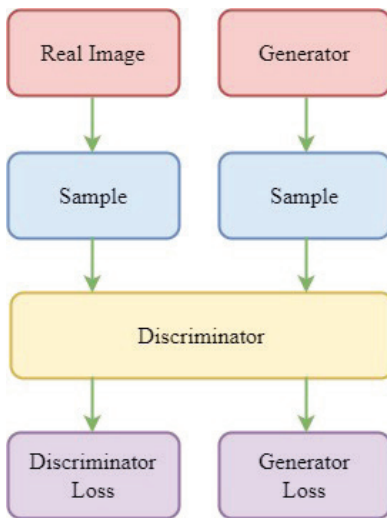 Real Image
Generator
Sample
Sample
Discriminator
Discriminator
Loss
Generator
Loss